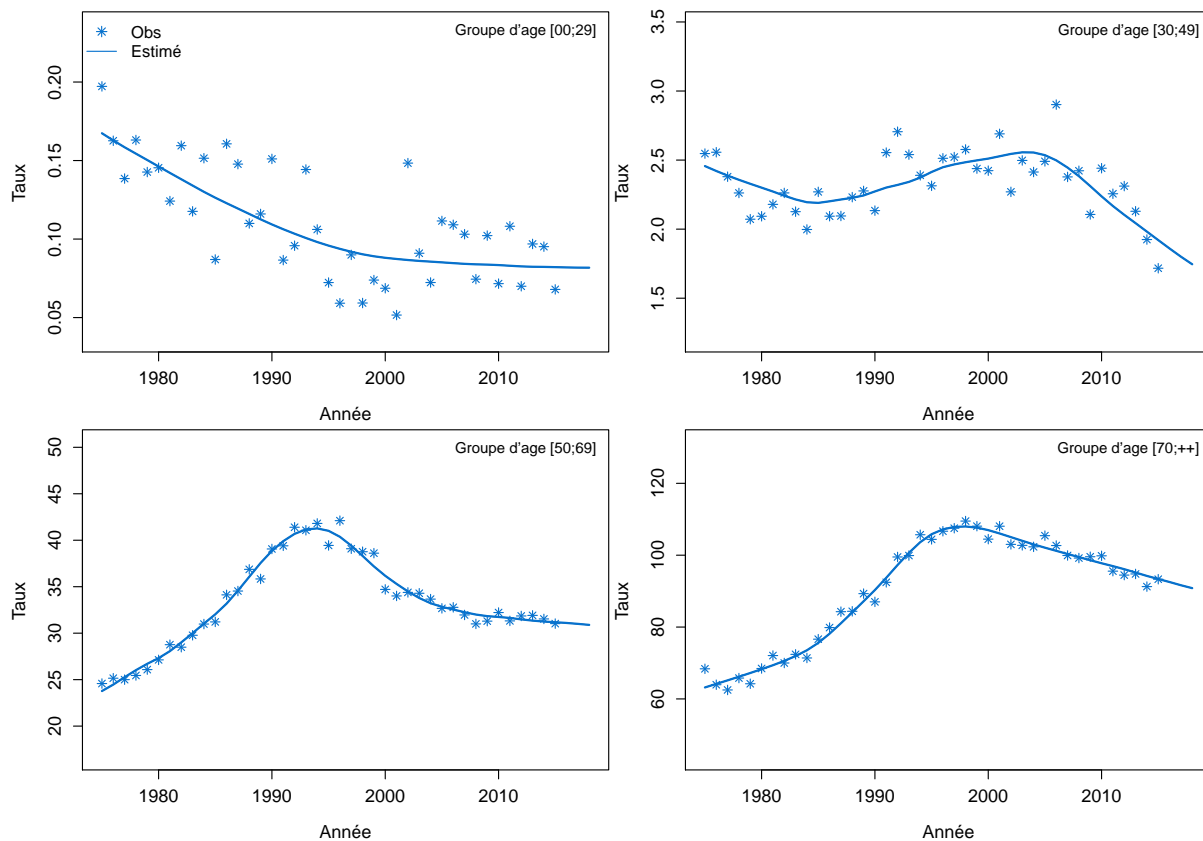 Obs
Estimé
Groupe d'age [00;29]
Taux
0.20
0.15
0.10
0.05
1980 1990 2000 2010
Année
Groupe d'age [30;49]
Taux
3.5
3.0
2.5
2.0
1.5
1980 1990 2000 2010
Année
Groupe d'age [50;69]
Taux
50
45
40
35
30
25
20
1980 1990 2000 2010
Année
Groupe d'age [70;++]
Taux
120
100
80
60
1980 1990 2000 2010
Année